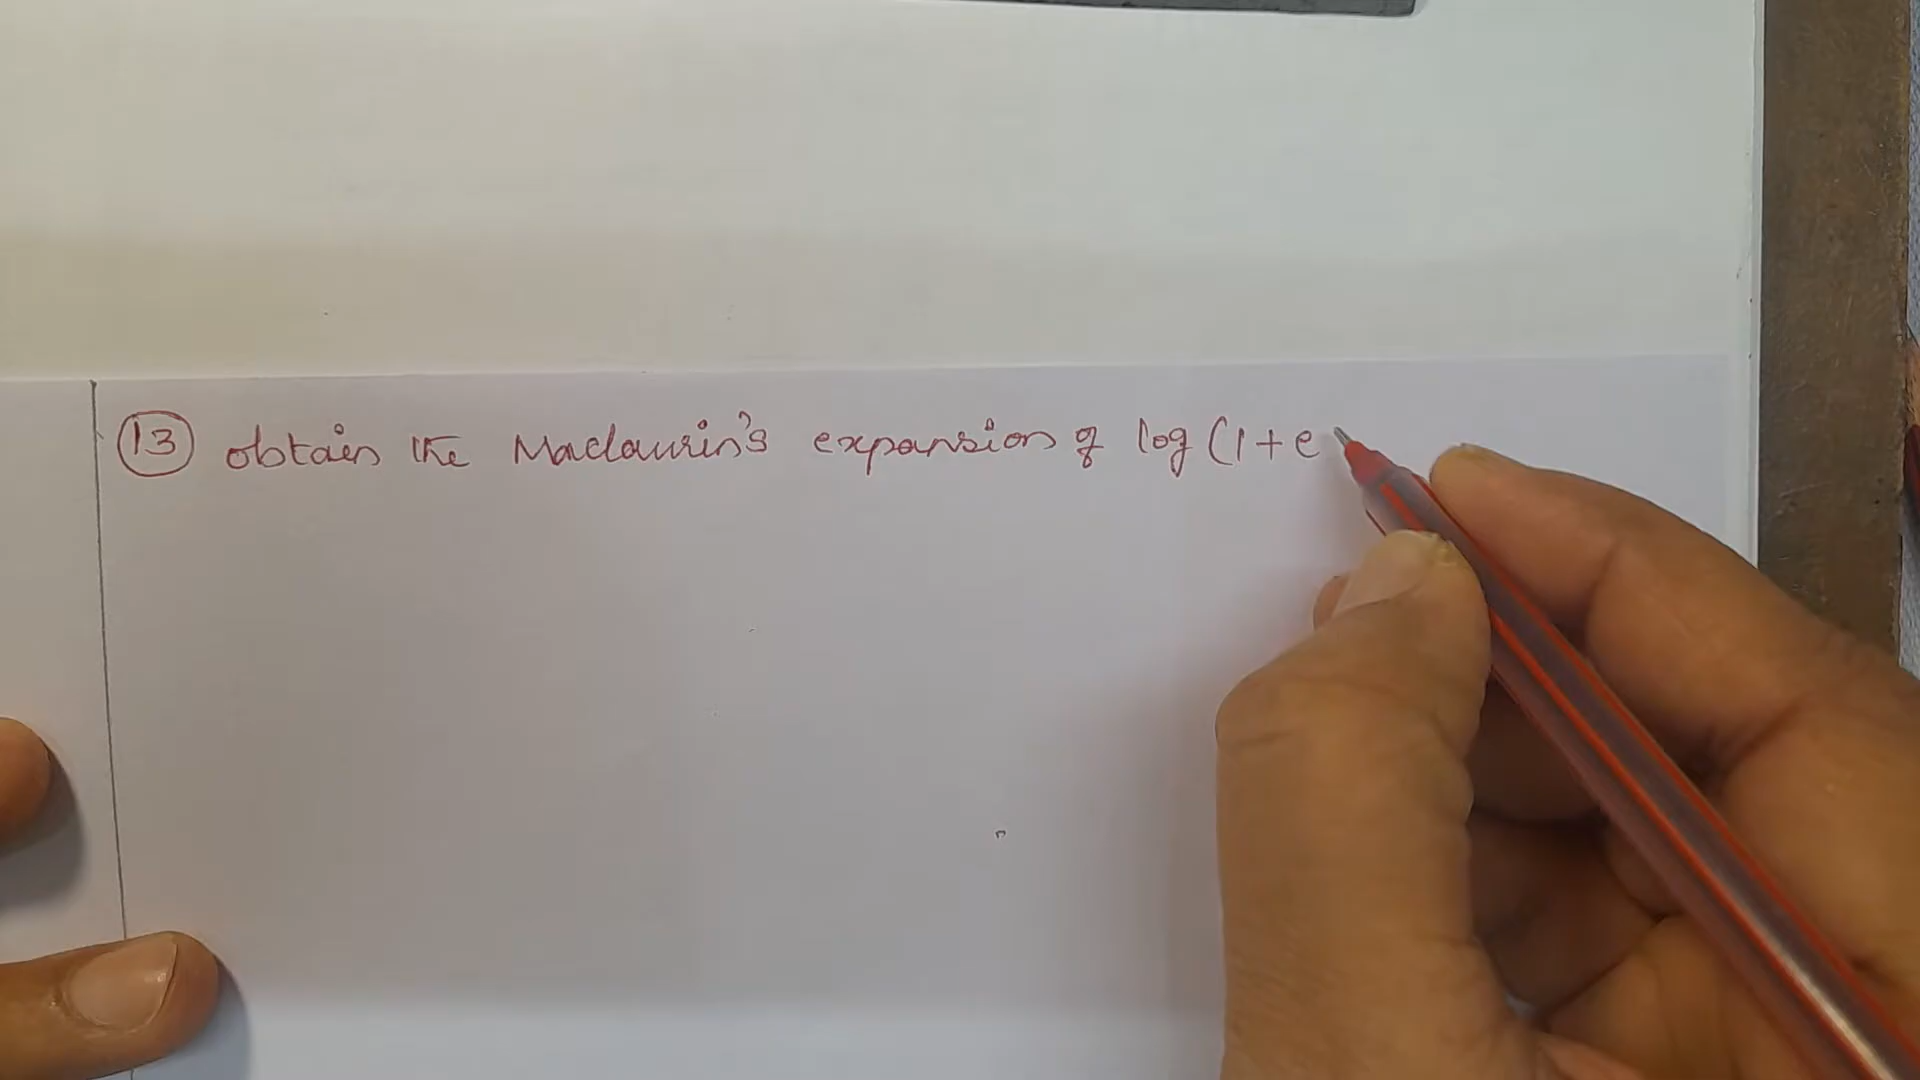 13 obtain the Maclaurin's expansion of log (1+e